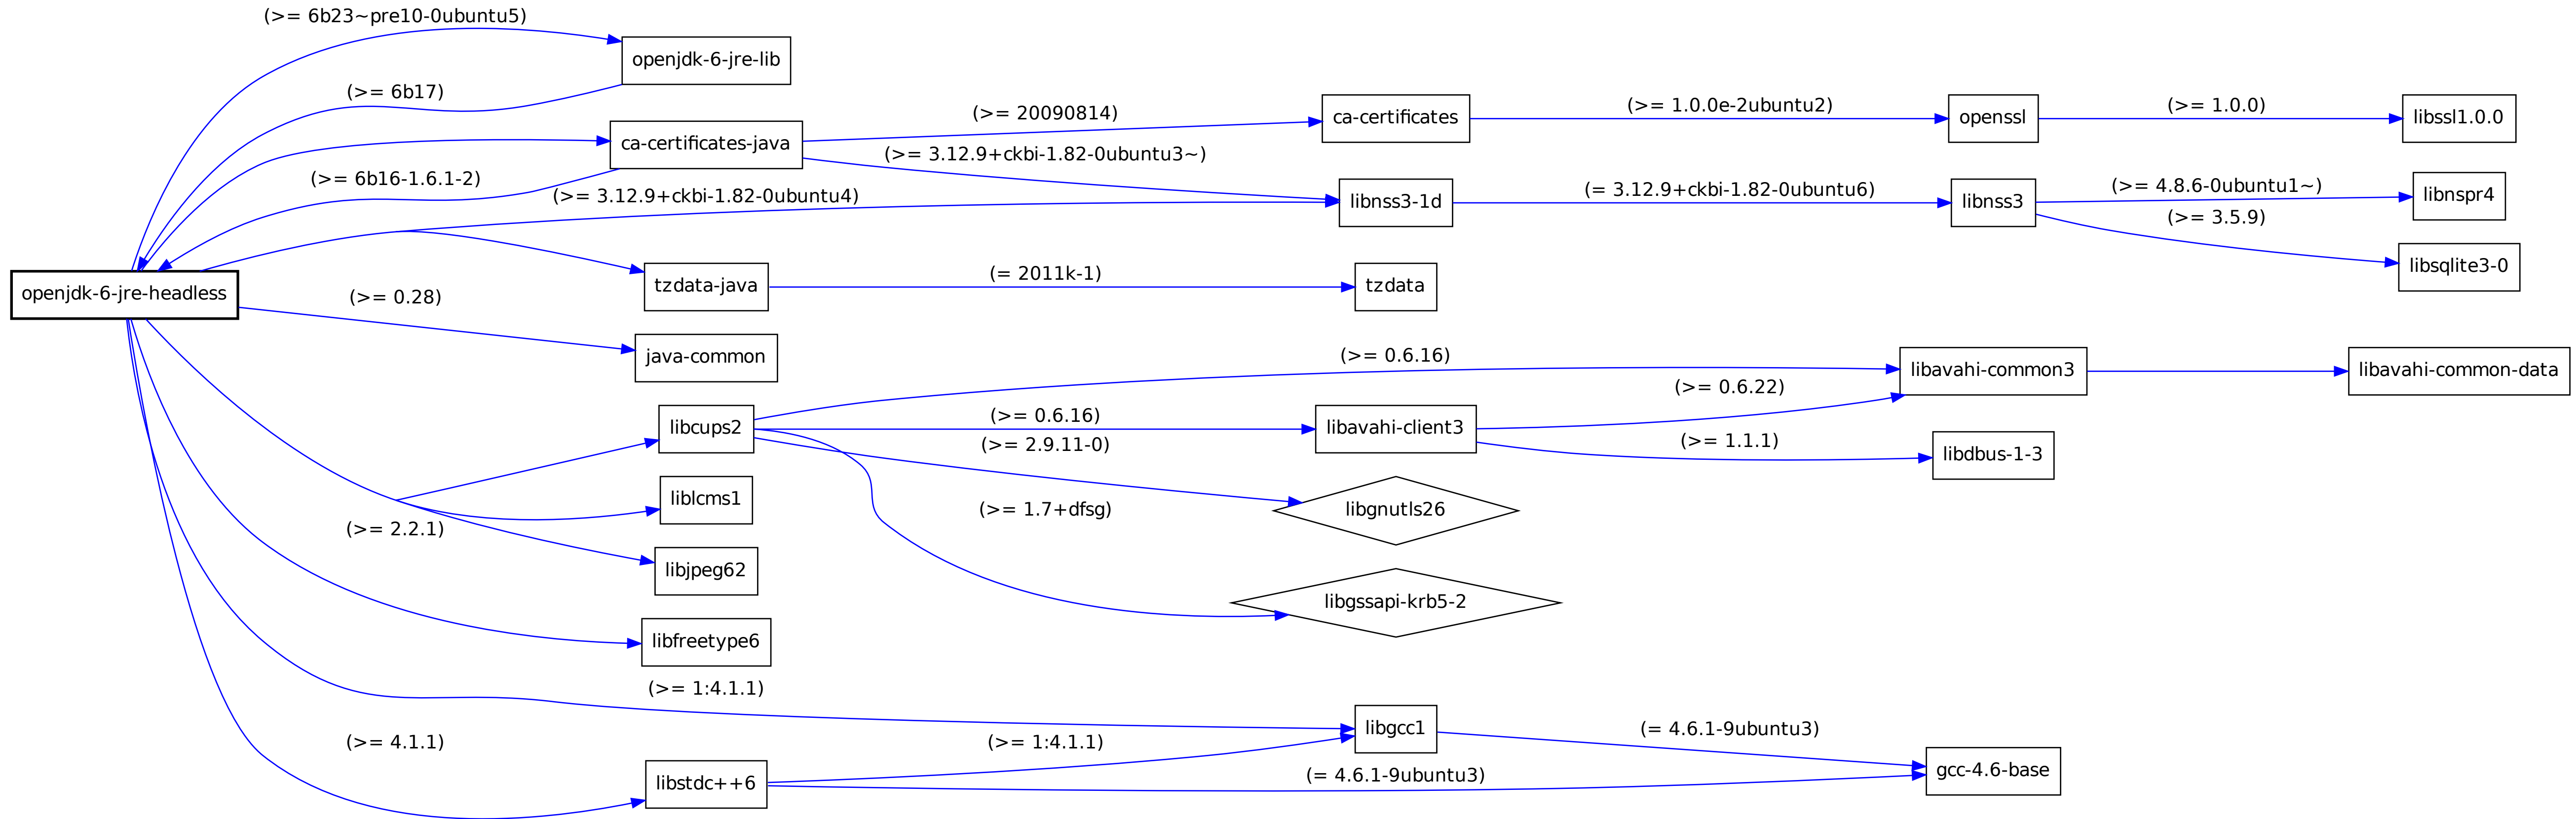 (>= 6b23~pre10-0ubuntu5)
openjdk-6-jre-lib
(>= 6b17)
(>= 20090814)
ca-certificates
(>= 1.0.0e-2ubuntu2)
openssl
(>= 1.0.0)
libssl1.0.0
ca-certificates-java
(>= 3.12.9+ckbi-1.82-0ubuntu3~)
(>= 6b16-1.6.1-2)
(>= 3.12.9+ckbi-1.82-0ubuntu4)
libnss3-1d
(= 3.12.9+ckbi-1.82-0ubuntu6)
libnss3
(>= 4.8.6-0ubuntu1~)
libnspr4
(>= 3.5.9)
libsqlite3-0
openjdk-6-jre-headless
tzdata-java
(= 2011k-1)
tzdata
(>= 0.28)
java-common
(>= 0.6.16)
libavahi-common3
libavahi-common-data
(>= 0.6.22)
libcups2
(>= 0.6.16)
libavahi-client3
(>= 2.9.11-0)
(>= 1.1.1)
libdbus-1-3
liblcms1
(>= 1.7+dfsg)
libgnutls26
(>= 2.2.1)
libjpeg62
libgssapi-krb5-2
libfreetype6
(>= 1:4.1.1)
libgcc1
(= 4.6.1-9ubuntu3)
(>= 4.1.1)
(>= 1:4.1.1)
gcc-4.6-base
libstdc++6
(= 4.6.1-9ubuntu3)